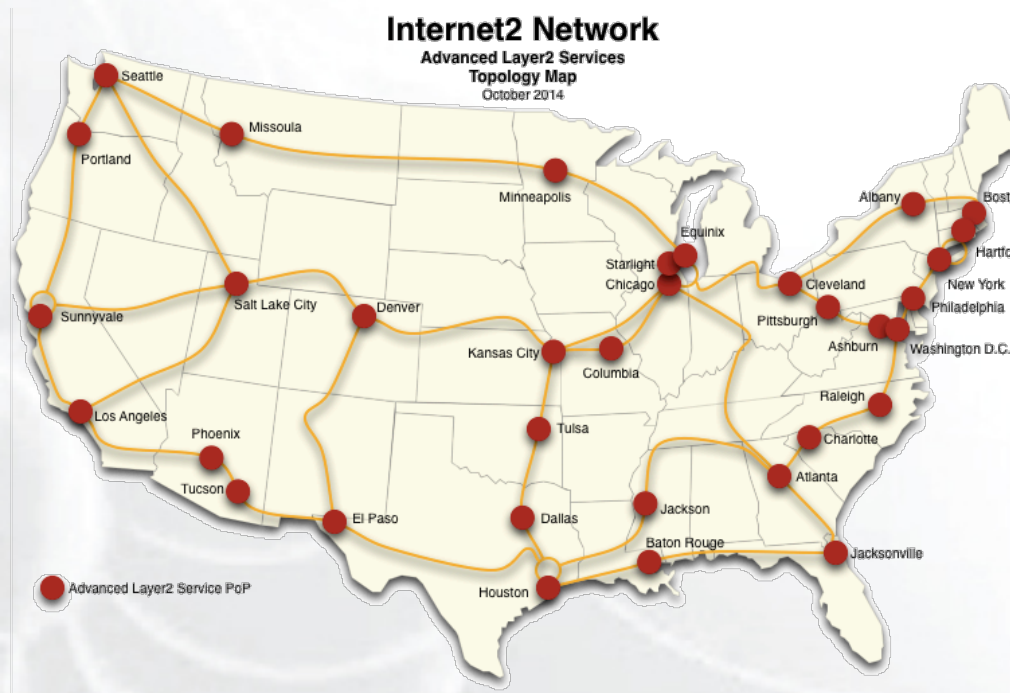 Internet2 Network
Advanced Layer2 Services
Topology Map
October 2014
Seattle
Missoula
Portland
Minneapolis
Albany
Bost
Equinix
Hartfo
Starlight
Chicago
Cleveland
New York
Salt Lake City
Denver
Philadelphia
Sunnyvale
Pittsburgh
Ashburn
Washington D.C.
Kansas City
Columbia
Raleigh
Los Angeles
Phoenix
Tulsa
Charlotte
Tucson
Atlanta
El Paso
Dallas
Jackson
Baton Rouge
Jacksonville
Houston
Advanced Layer2 Service PoP